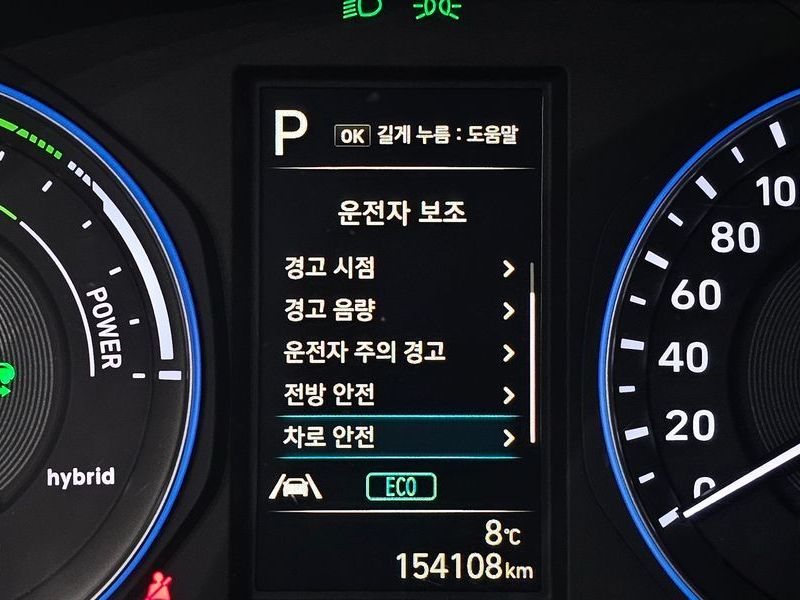 P
OK 길게 누름 : 도움말
운전자 보조
경고 시점
경고 음량
운전자 주의 경고
전방 안전
차로 안전
ECO
8℃
154108km
POWER
hybrid
10
80
60
40
20
0